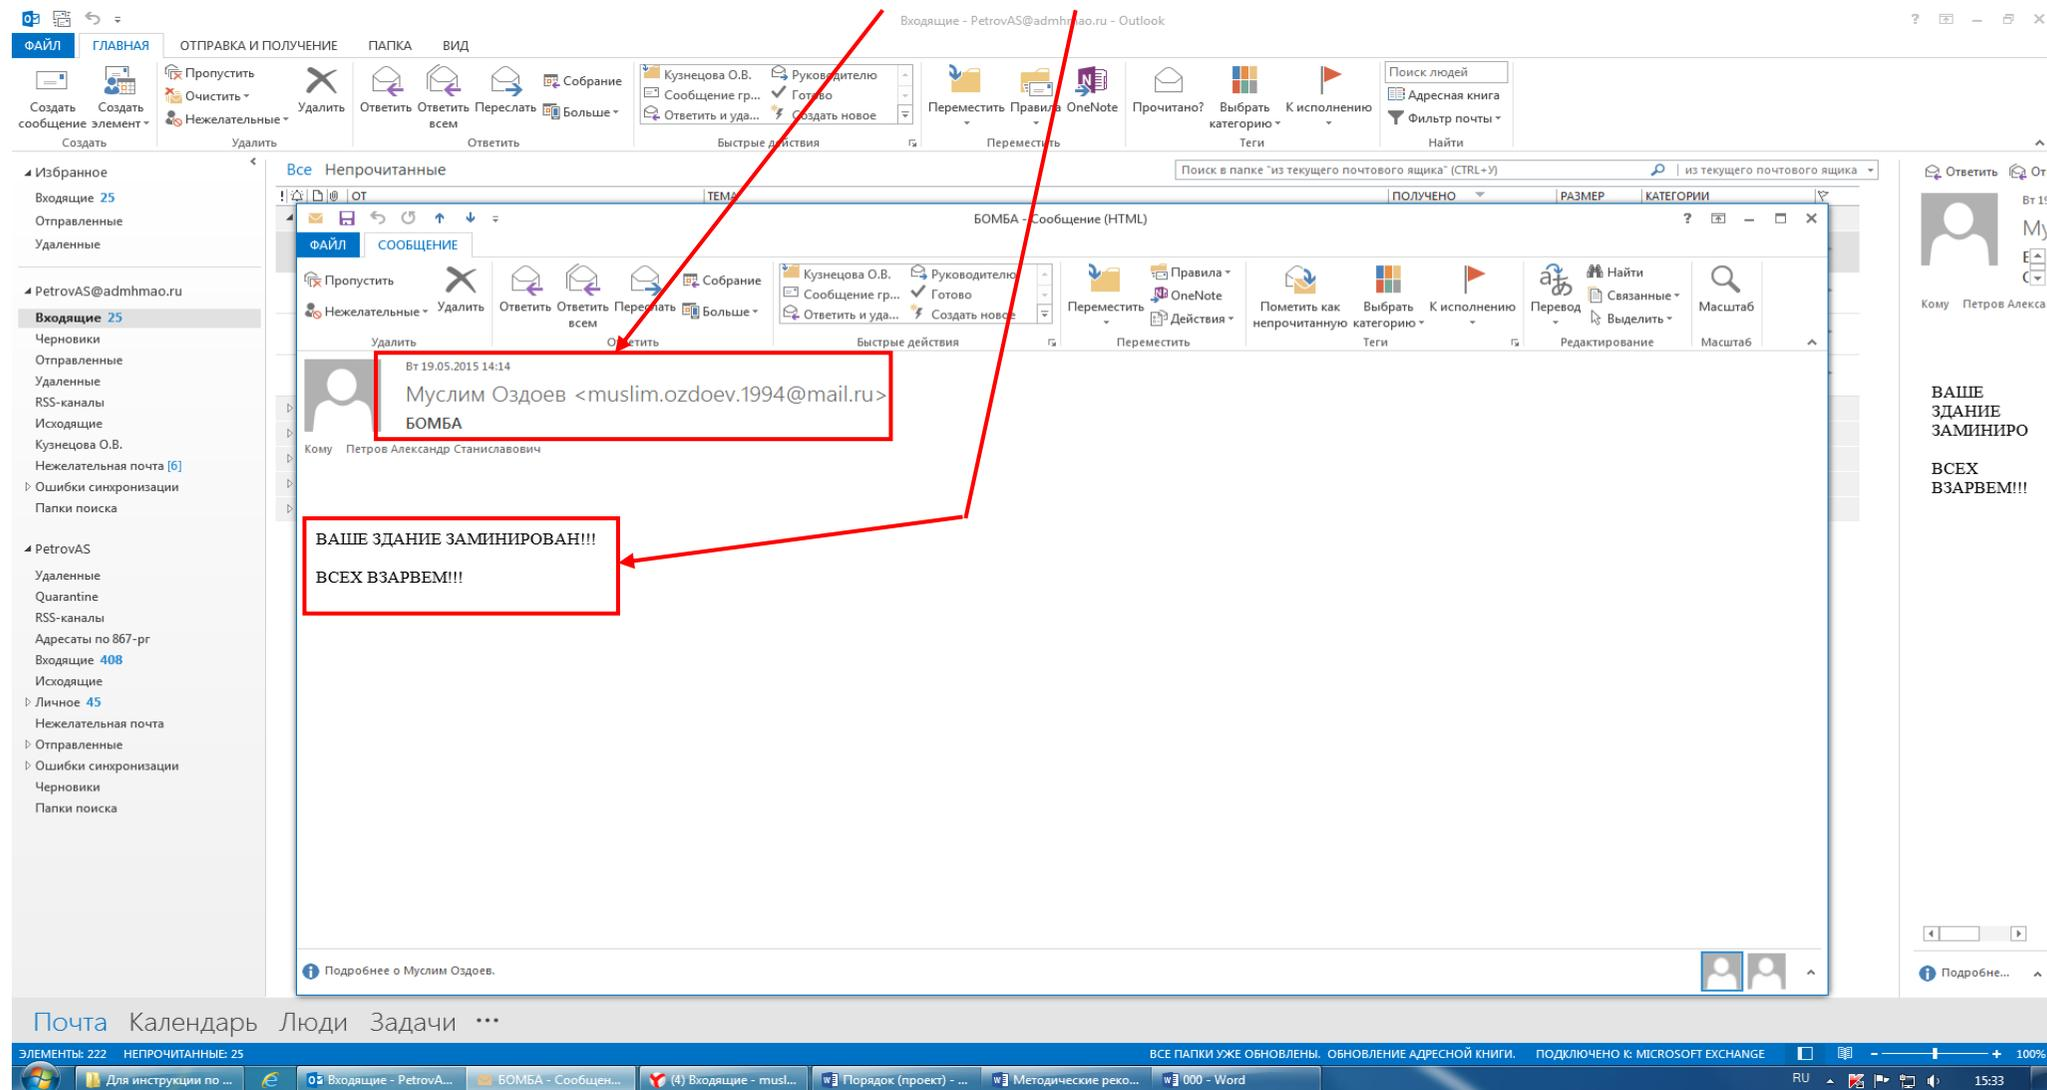 Входящие - PetrovAS@admhmao.ru - Outlook
ФАЙЛ ГЛАВНАЯ ОТПРАВКА И ПОЛУЧЕНИЕ ПАПКА ВИД
Создать сообщение
Создать элемент
Пропустить
Очистить
Нежелательные
Удалить
Ответить
Ответить всем
Переслать
Собрание
Больше
Кузнецова О.В.
Сообщение гр...
Ответить и уда...
Руководителю
Готово
Создать новое
Переместить
Правила
OneNote
Прочитано?
Выбрать категорию
К исполнению
Поиск людей
Адресная книга
Фильтр почты
Создать Удалить Ответить Быстрые действия Переместить Теги Найти
Избранное
Входящие 25
Отправленные
Удаленные
PetrovAS@admhmao.ru
Входящие 25
Черновики
Отправленные
Удаленные
RSS-каналы
Исходящие
Кузнецова О.В.
Нежелательная почта [6]
Ошибки синхронизации
Папки поиска
PetrovAS
Удаленные
Quarantine
RSS-каналы
Адресаты по 867-рг
Входящие 408
Исходящие
Личное 45
Нежелательная почта
Отправленные
Ошибки синхронизации
Черновики
Папки поиска
Все Непрочитанные
Поиск в папке "из текущего почтового ящика" (CTRL+У)
из текущего почтового ящика
ОТ ТЕМА ПОЛУЧЕНО РАЗМЕР КАТЕГОРИИ
БОМБА - Сообщение (HTML)
ФАЙЛ СООБЩЕНИЕ
Пропустить
Нежелательные
Удалить
Ответить
Ответить всем
Переслать
Собрание
Больше
Кузнецова О.В.
Сообщение гр...
Ответить и уда...
Руководителю
Готово
Создать новое
Переместить
Правила
OneNote
Действия
Пометить как непрочитанную
Выбрать категорию
К исполнению
Перевод
Найти
Связанные
Выделить
Масштаб
Удалить Ответить Быстрые действия Переместить Теги Редактирование Масштаб
Вт 19.05.2015 14:14
Муслим Оздоев <muslim.ozdoev.1994@mail.ru>
БОМБА
Кому Петров Александр Станиславович
ВАШЕ ЗДАНИЕ ЗАМИНИРОВАН!!!
ВСЕХ ВЗАРВЕМ!!!
Подробнее о Муслим Оздоев.
Ответить От
Вт 19
Му
Кому Петров Алекса
ВАШЕ
ЗДАНИЕ
ЗАМИНИРО
ВСЕХ
ВЗАРВЕМ!!!
Подробне...
Почта Календарь Люди Задачи ···
ЭЛЕМЕНТЫ: 222 НЕПРОЧИТАННЫЕ: 25
ВСЕ ПАПКИ УЖЕ ОБНОВЛЕНЫ. ОБНОВЛЕНИЕ АДРЕСНОЙ КНИГИ. ПОДКЛЮЧЕНО К: MICROSOFT EXCHANGE 100%
Для инструкции по ...
Входящие - PetrovA...
БОМБА - Сообщен...
(4) Входящие - musl...
Порядок (проект) - ...
Методические реко...
000 - Word
RU 15:33